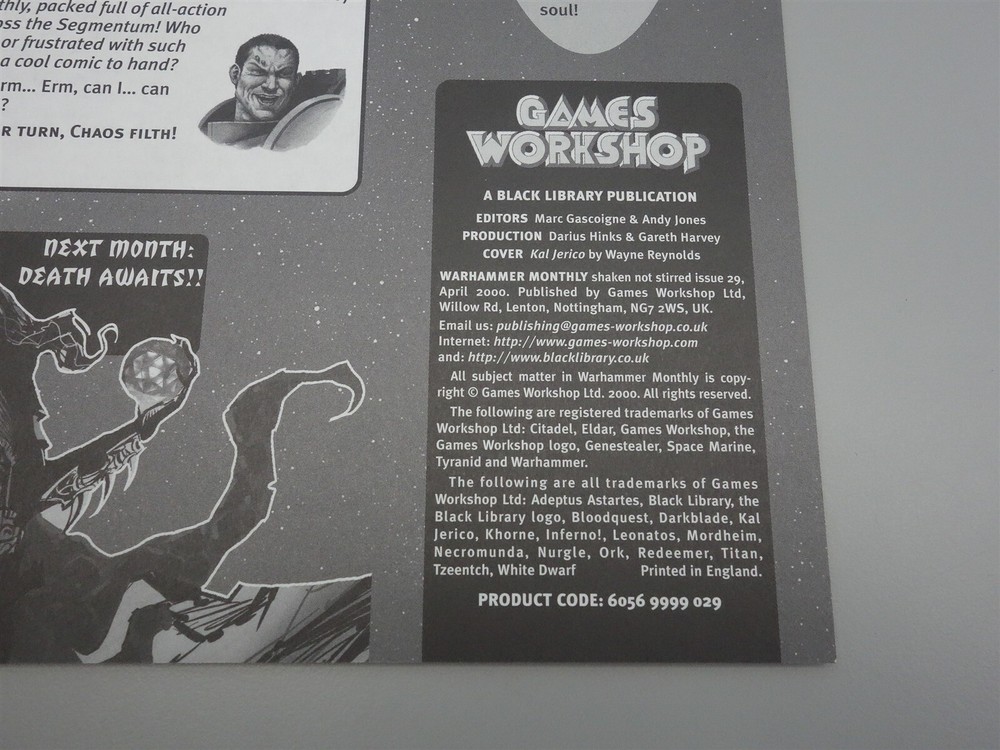 thly, packed full of all-action
oss the Segmentum! Who
or frustrated with such
a cool comic to hand?
rm... Erm, can I... can
?
R TURN, CHAOS FILTH!
NEXT MONTH:
DEATH AWAITS!!
soul!
GAMES
WORKSHOP
A BLACK LIBRARY PUBLICATION
EDITORS Marc Gascoigne & Andy Jones
PRODUCTION Darius Hinks & Gareth Harvey
COVER Kal Jerico by Wayne Reynolds
WARHAMMER MONTHLY shaken not stirred issue 29,
April 2000. Published by Games Workshop Ltd,
Willow Rd, Lenton, Nottingham, NG7 2WS, UK.
Email us: publishing@games-workshop.co.uk
Internet: http://www.games-workshop.com
and: http://www.blacklibrary.co.uk
All subject matter in Warhammer Monthly is copy-
right © Games Workshop Ltd. 2000. All rights reserved.
The following are registered trademarks of Games
Workshop Ltd: Citadel, Eldar, Games Workshop, the
Games Workshop logo, Genestealer, Space Marine,
Tyranid and Warhammer.
The following are all trademarks of Games
Workshop Ltd: Adeptus Astartes, Black Library, the
Black Library logo, Bloodquest, Darkblade, Kal
Jerico, Khorne, Inferno!, Leonatos, Mordheim,
Necromunda, Nurgle, Ork, Redeemer, Titan,
Tzeentch, White Dwarf Printed in England.
PRODUCT CODE: 6056 9999 029